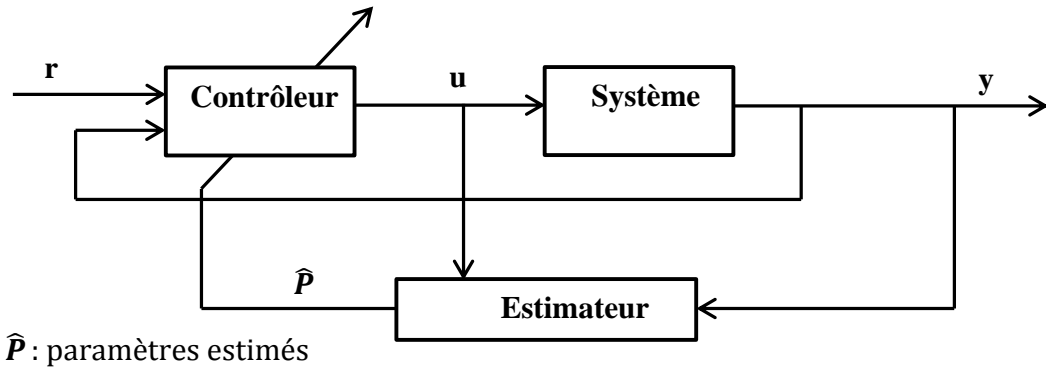 r
Contrôleur
u
Système
y
P̂
Estimateur
P̂ : paramètres estimés